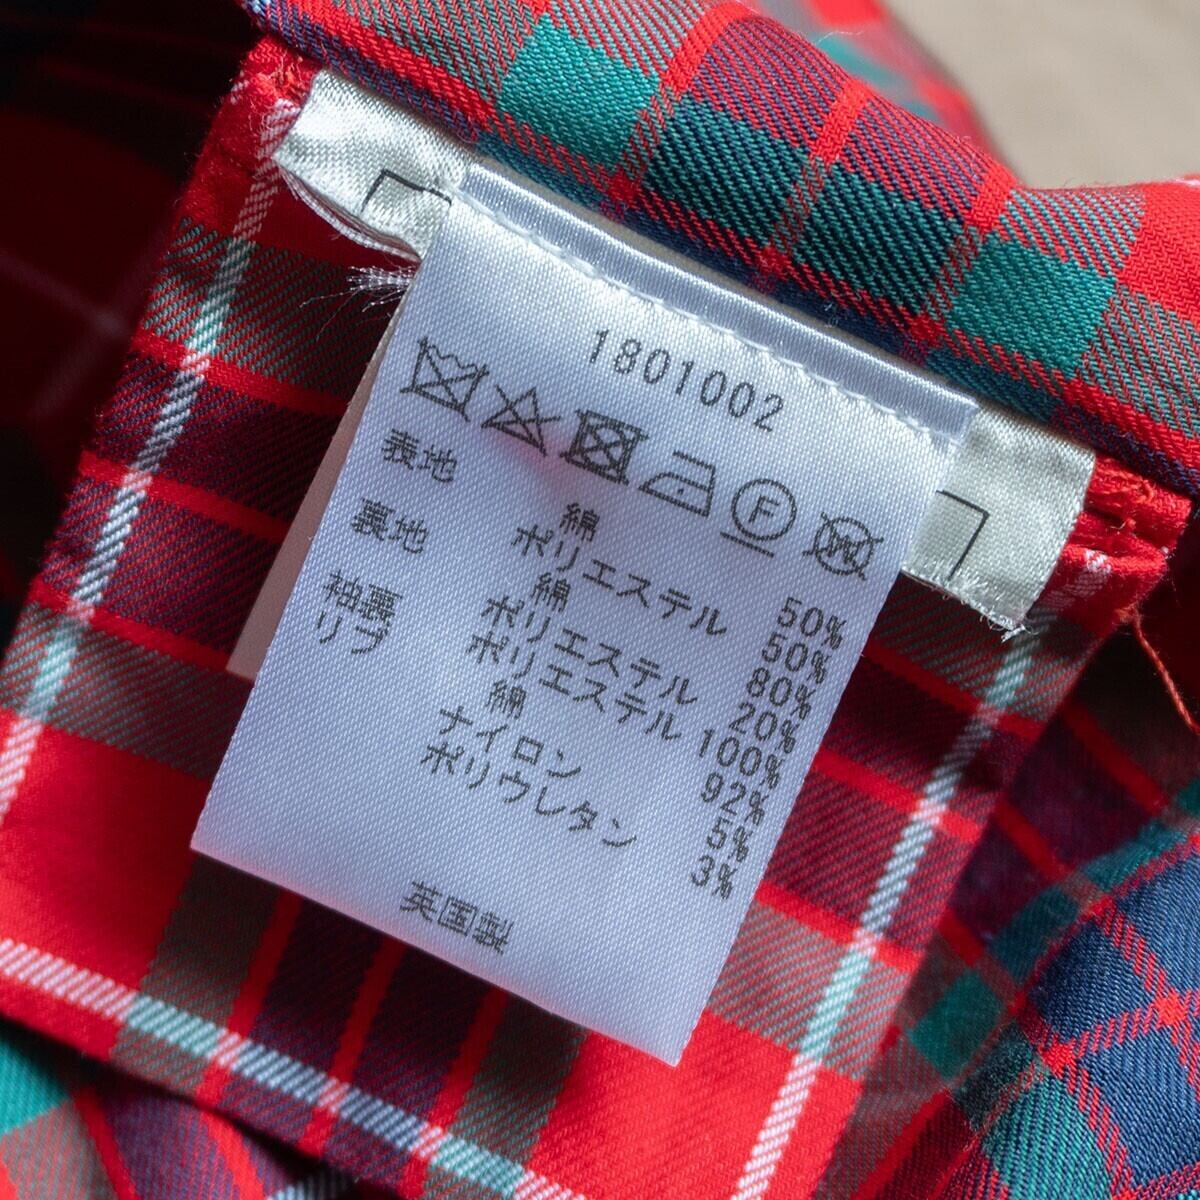 1801002
F
W
表地 綿 50%
ポリエステル 50%
裏地 綿 80%
ポリエステル 20%
袖裏 ポリエステル 100%
リブ 綿 92%
ナイロン 5%
ポリウレタン 3%
英国製